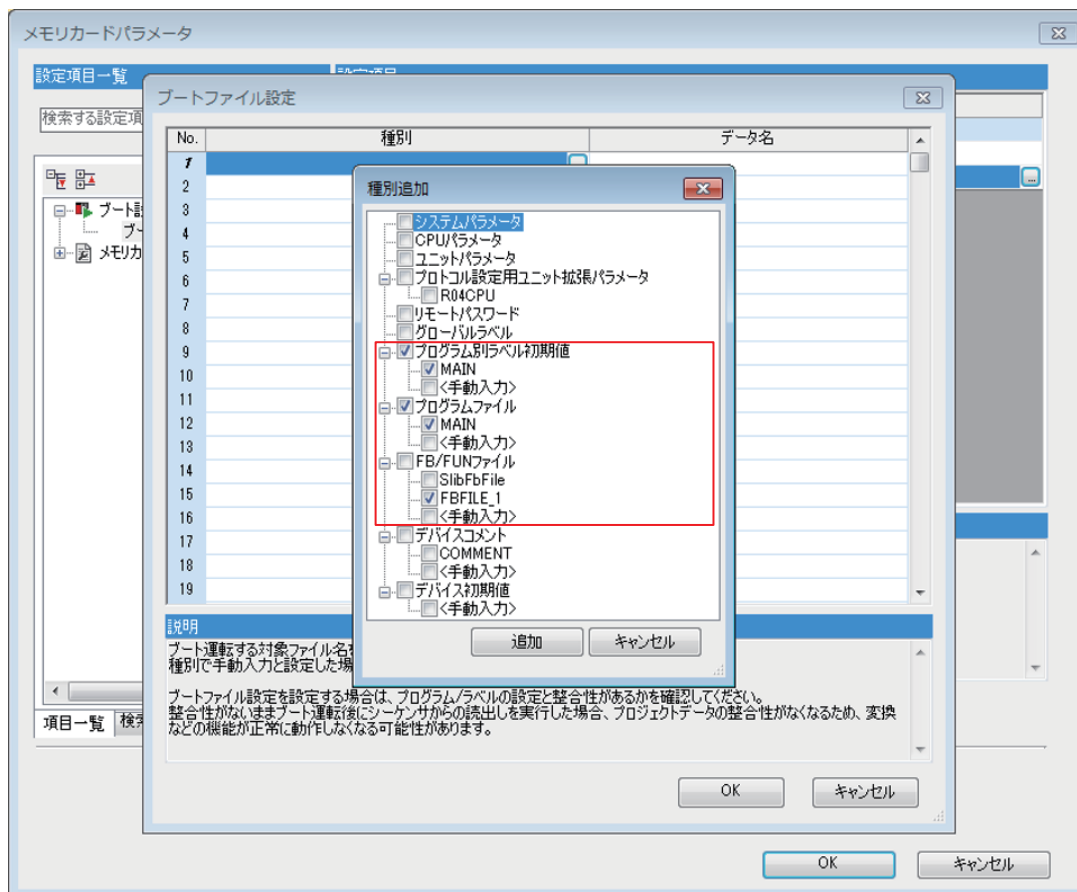 メモリカードパラメータ
設定項目一覧
設定項目
検索する設定項
ブート設
ブー
メモリカ
項目一覧
検索
ブートファイル設定
No.
種別
データ名
1
2
3
4
5
6
7
8
9
10
11
12
13
14
15
16
17
18
19
種別追加
システムパラメータ
CPUパラメータ
ユニットパラメータ
プロトコル設定用ユニット拡張パラメータ
R04CPU
リモートパスワード
グローバルラベル
プログラム別ラベル初期値
MAIN
<手動入力>
プログラムファイル
MAIN
<手動入力>
FB/FUNファイル
SlibFbFile
FBFILE_1
<手動入力>
デバイスコメント
COMMENT
<手動入力>
デバイス初期値
<手動入力>
追加
キャンセル
説明
ブート運転する対象ファイル名を
種別で手動入力と設定した場
ブートファイル設定を設定する場合は、プログラム/ラベルの設定と整合性があるかを確認してください。
整合性がないままブート運転後にシーケンサからの読出しを実行した場合、プロジェクトデータの整合性がなくなるため、変換
などの機能が正常に動作しなくなる可能性があります。
OK
キャンセル
OK
キャンセル